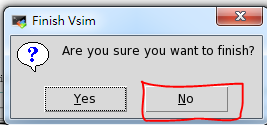 Finish Vsim
Are you sure you want to finish?
Yes No